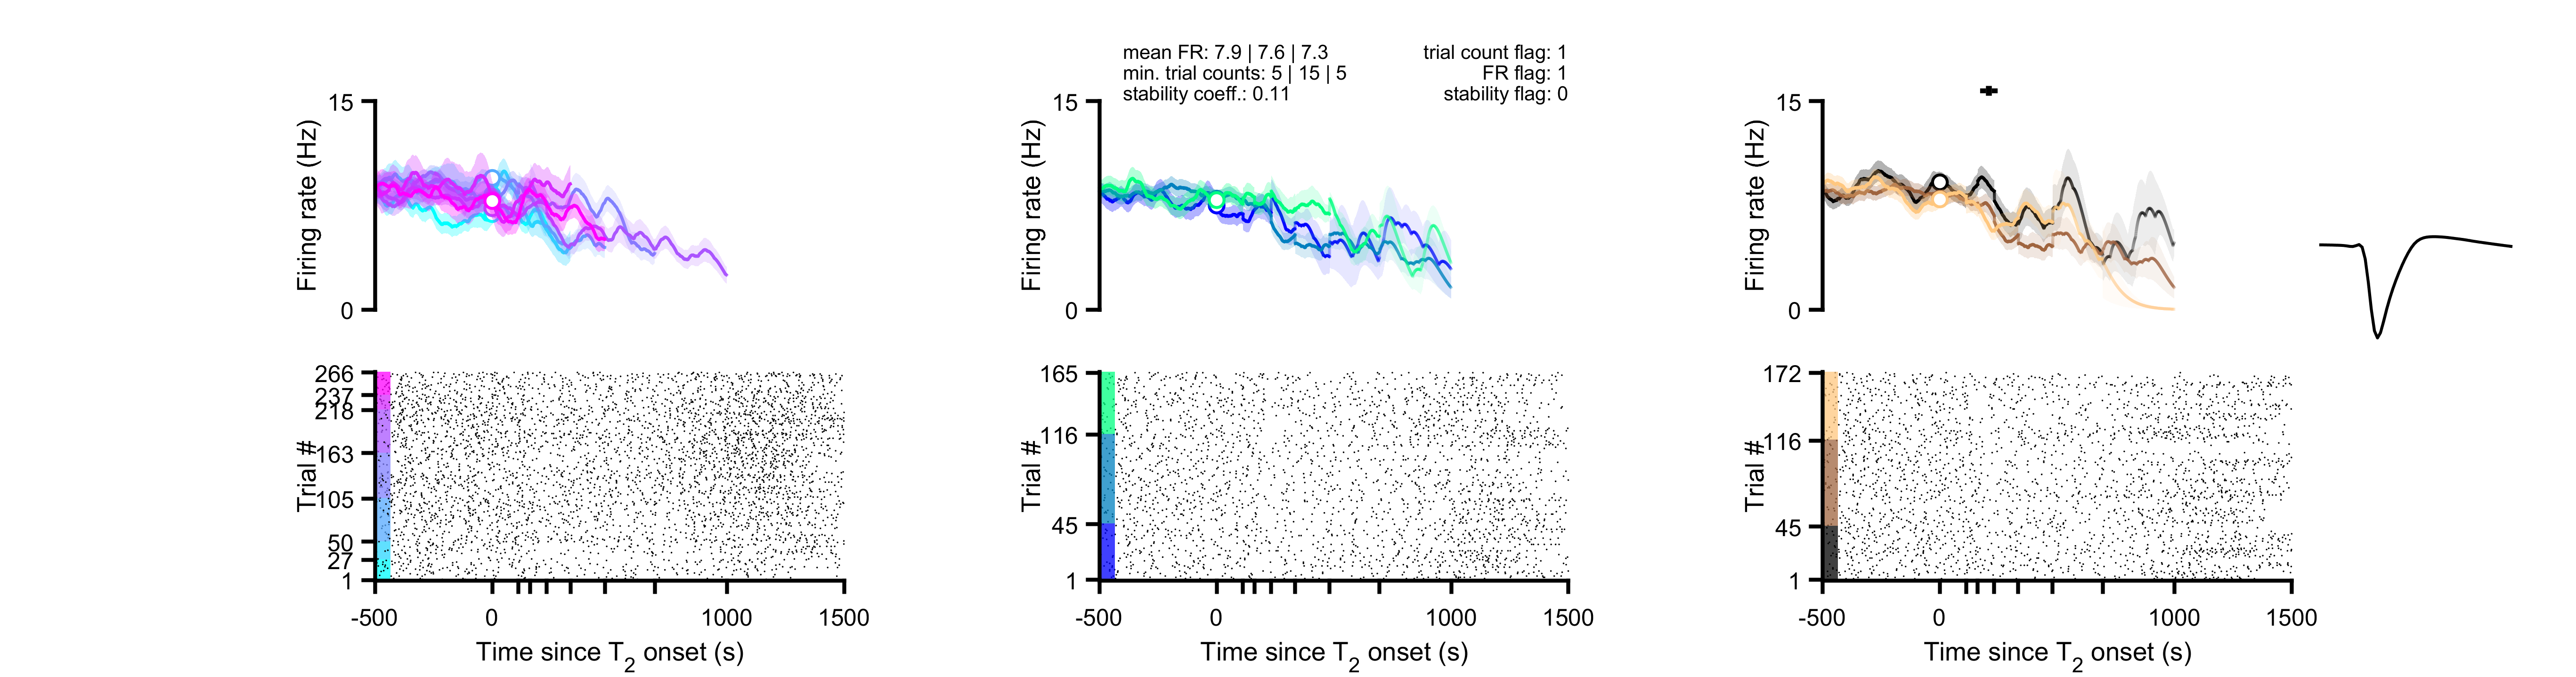 mean FR: 7.9 | 7.6 | 7.3
min. trial counts: 5 | 15 | 5
stability coeff.: 0.11
trial count flag: 1
FR flag: 1
stability flag: 0
15
Firing rate (Hz)
0
15
Firing rate (Hz)
0
15
Firing rate (Hz)
0
266
237
218
163
105
50
27
1
Trial #
-500
0
1000
1500
Time since T2 onset (s)
165
116
45
1
Trial #
-500
0
1000
1500
Time since T2 onset (s)
172
116
45
1
Trial #
-500
0
1000
1500
Time since T2 onset (s)